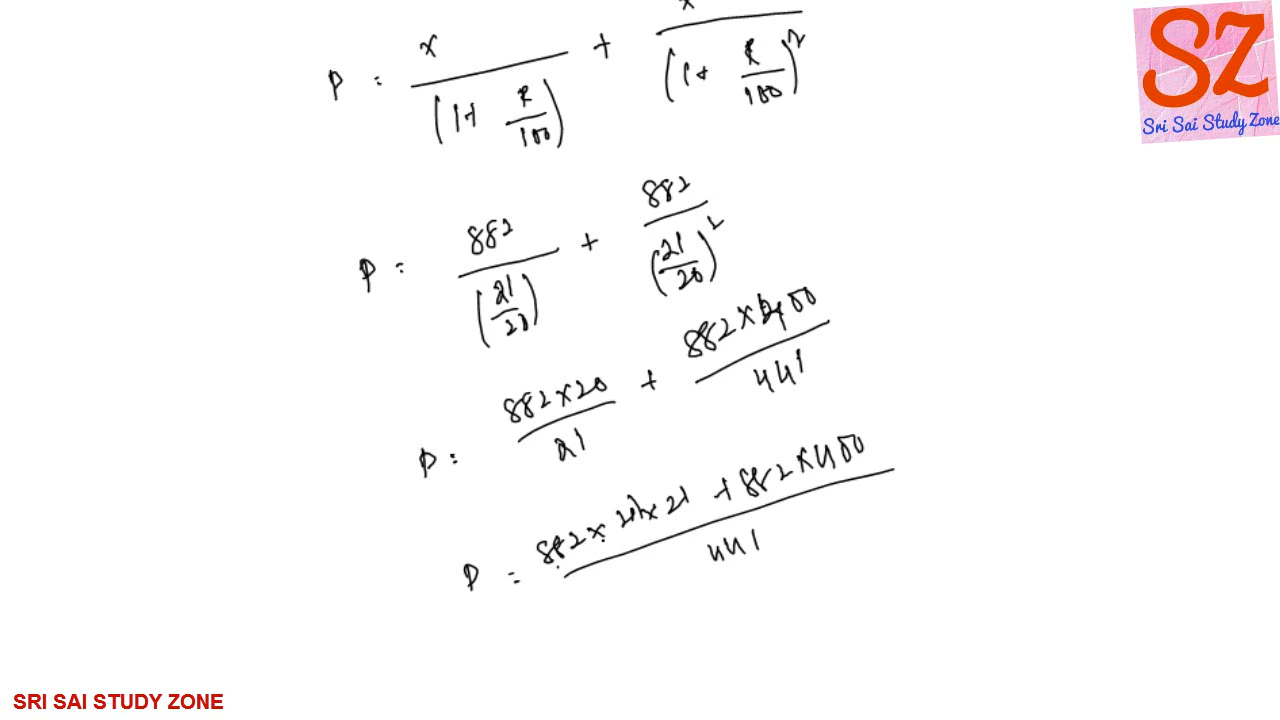 P = x / (1+ R/100) + x / (1+ R/100)^2
SZ
Sri Sai Study Zone
P = 882 / (21/20) + 882 / (21/20)^2
P = 882×20 / 21 + 882×400 / 441
P = 882×20×21 + 882×400 / 441
SRI SAI STUDY ZONE